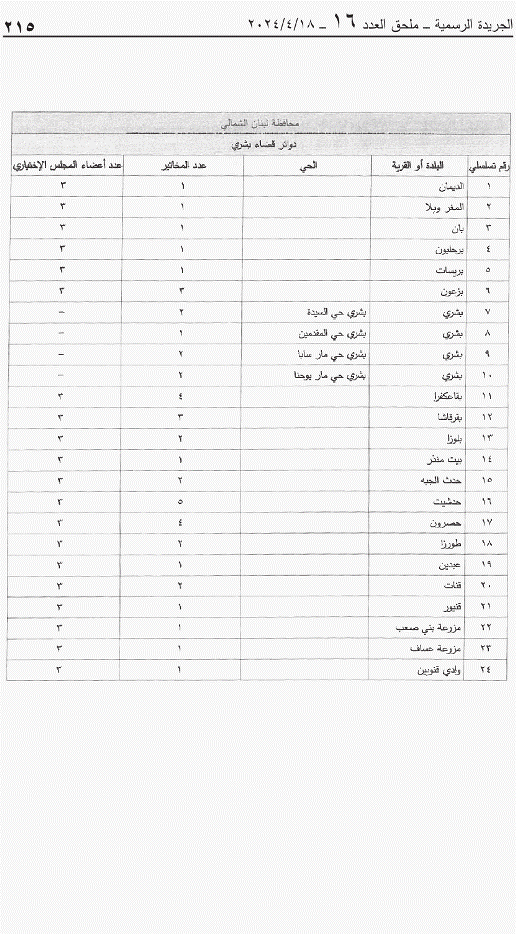 الجريدة الرسمية – ملحق العدد ١٦ – ٢٠٢٤/٤/١٨ ٢١٥
محافظة لبنان الشمالي
دوائر قضاء بشري
رقم تسلسلي البلدة أو القرية الحي عدد المخاتير عدد أعضاء المجلس الإختياري
١ الديمان ١ ٣
٢ المغر وبلا ١ ٣
٣ بان ١ ٣
٤ برحليون ١ ٣
٥ بريسات ١ ٣
٦ بزعون ٣ ٣
٧ بشري بشري حي السيدة ٢ –
٨ بشري بشري حي المقدمين ١ –
٩ بشري بشري حي مار سابا ٢ –
١٠ بشري بشري حي مار يوحنا ٢ –
١١ بقاعكفرا ٤ ٣
١٢ بقرقاشا ٣ ٣
١٣ بلوزا ٢ ٣
١٤ بيت منذر ١ ٣
١٥ حدث الجبه ٢ ٣
١٦ حدشيت ٥ ٣
١٧ حصرون ٤ ٣
١٨ طورزا ٢ ٣
١٩ عبدين ١ ٣
٢٠ قنات ٢ ٣
٢١ قنيور ١ ٣
٢٢ مزرعة بني صعب ١ ٣
٢٣ مزرعة عساف ١ ٣
٢٤ وادي قنوبين ١ ٣